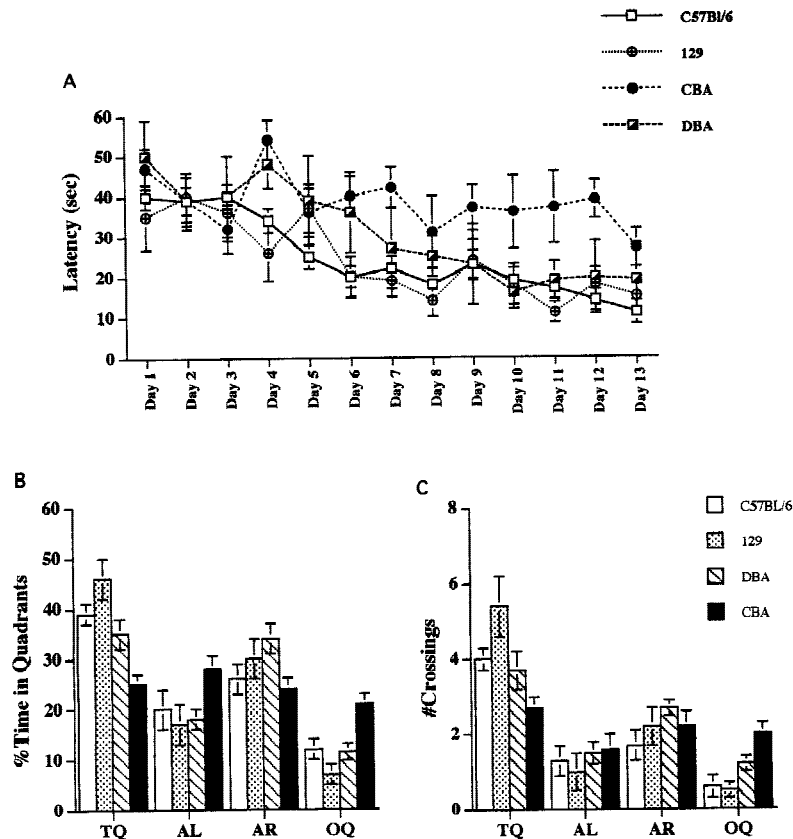 C57Bl/6
129
CBA
DBA
A
Latency (sec)
60
50
40
30
20
10
0
Day 1
Day 2
Day 3
Day 4
Day 5
Day 6
Day 7
Day 8
Day 9
Day 10
Day 11
Day 12
Day 13
B
%Time in Quadrants
60
50
40
30
20
10
0
TQ AL AR OQ
C
#Crossings
8
6
4
2
0
TQ AL AR OQ
C57BL/6
129
DBA
CBA